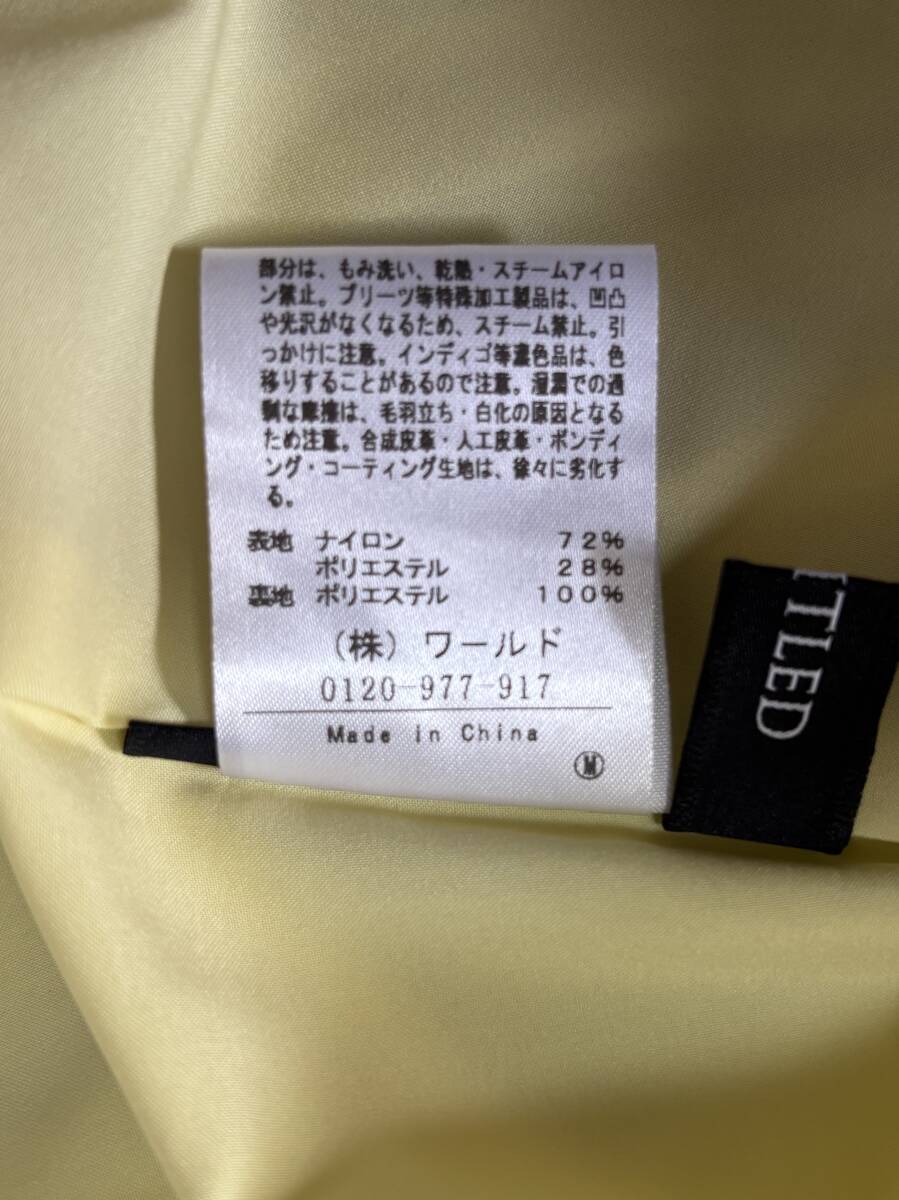 部分は、もみ洗い、乾熱・スチームアイロ
ン禁止。プリーツ等特殊加工製品は、凹凸
や光沢がなくなるため、スチーム禁止。引
っかけに注意。インディゴ等濃色品は、色
移りすることがあるので注意。湿潤での過
剰な摩擦は、毛羽立ち・白化の原因となる
ため注意。合成皮革・人工皮革・ボンディ
ング・コーティング生地は、徐々に劣化す
る。
表地 ナイロン 72%
ポリエステル 28%
裏地 ポリエステル 100%
(株)ワールド
0120-977-917
Made in China
Ⓜ
ITLED